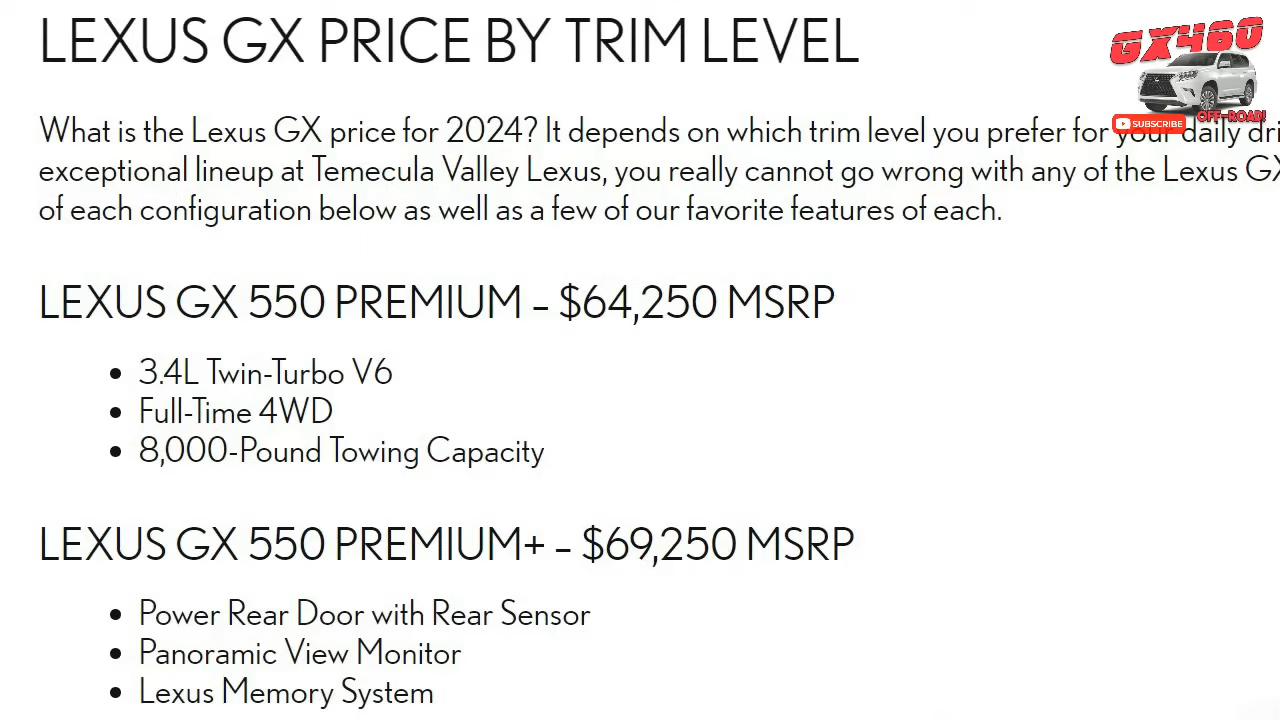 LEXUS GX PRICE BY TRIM LEVEL
GX460
What is the Lexus GX price for 2024? It depends on which trim level you prefer for your daily dri
SUBSCRIBE
OFF-ROAD!
exceptional lineup at Temecula Valley Lexus, you really cannot go wrong with any of the Lexus GX
of each configuration below as well as a few of our favorite features of each.
LEXUS GX 550 PREMIUM – $64,250 MSRP
• 3.4L Twin-Turbo V6
• Full-Time 4WD
• 8,000-Pound Towing Capacity
LEXUS GX 550 PREMIUM+ – $69,250 MSRP
• Power Rear Door with Rear Sensor
• Panoramic View Monitor
• Lexus Memory System